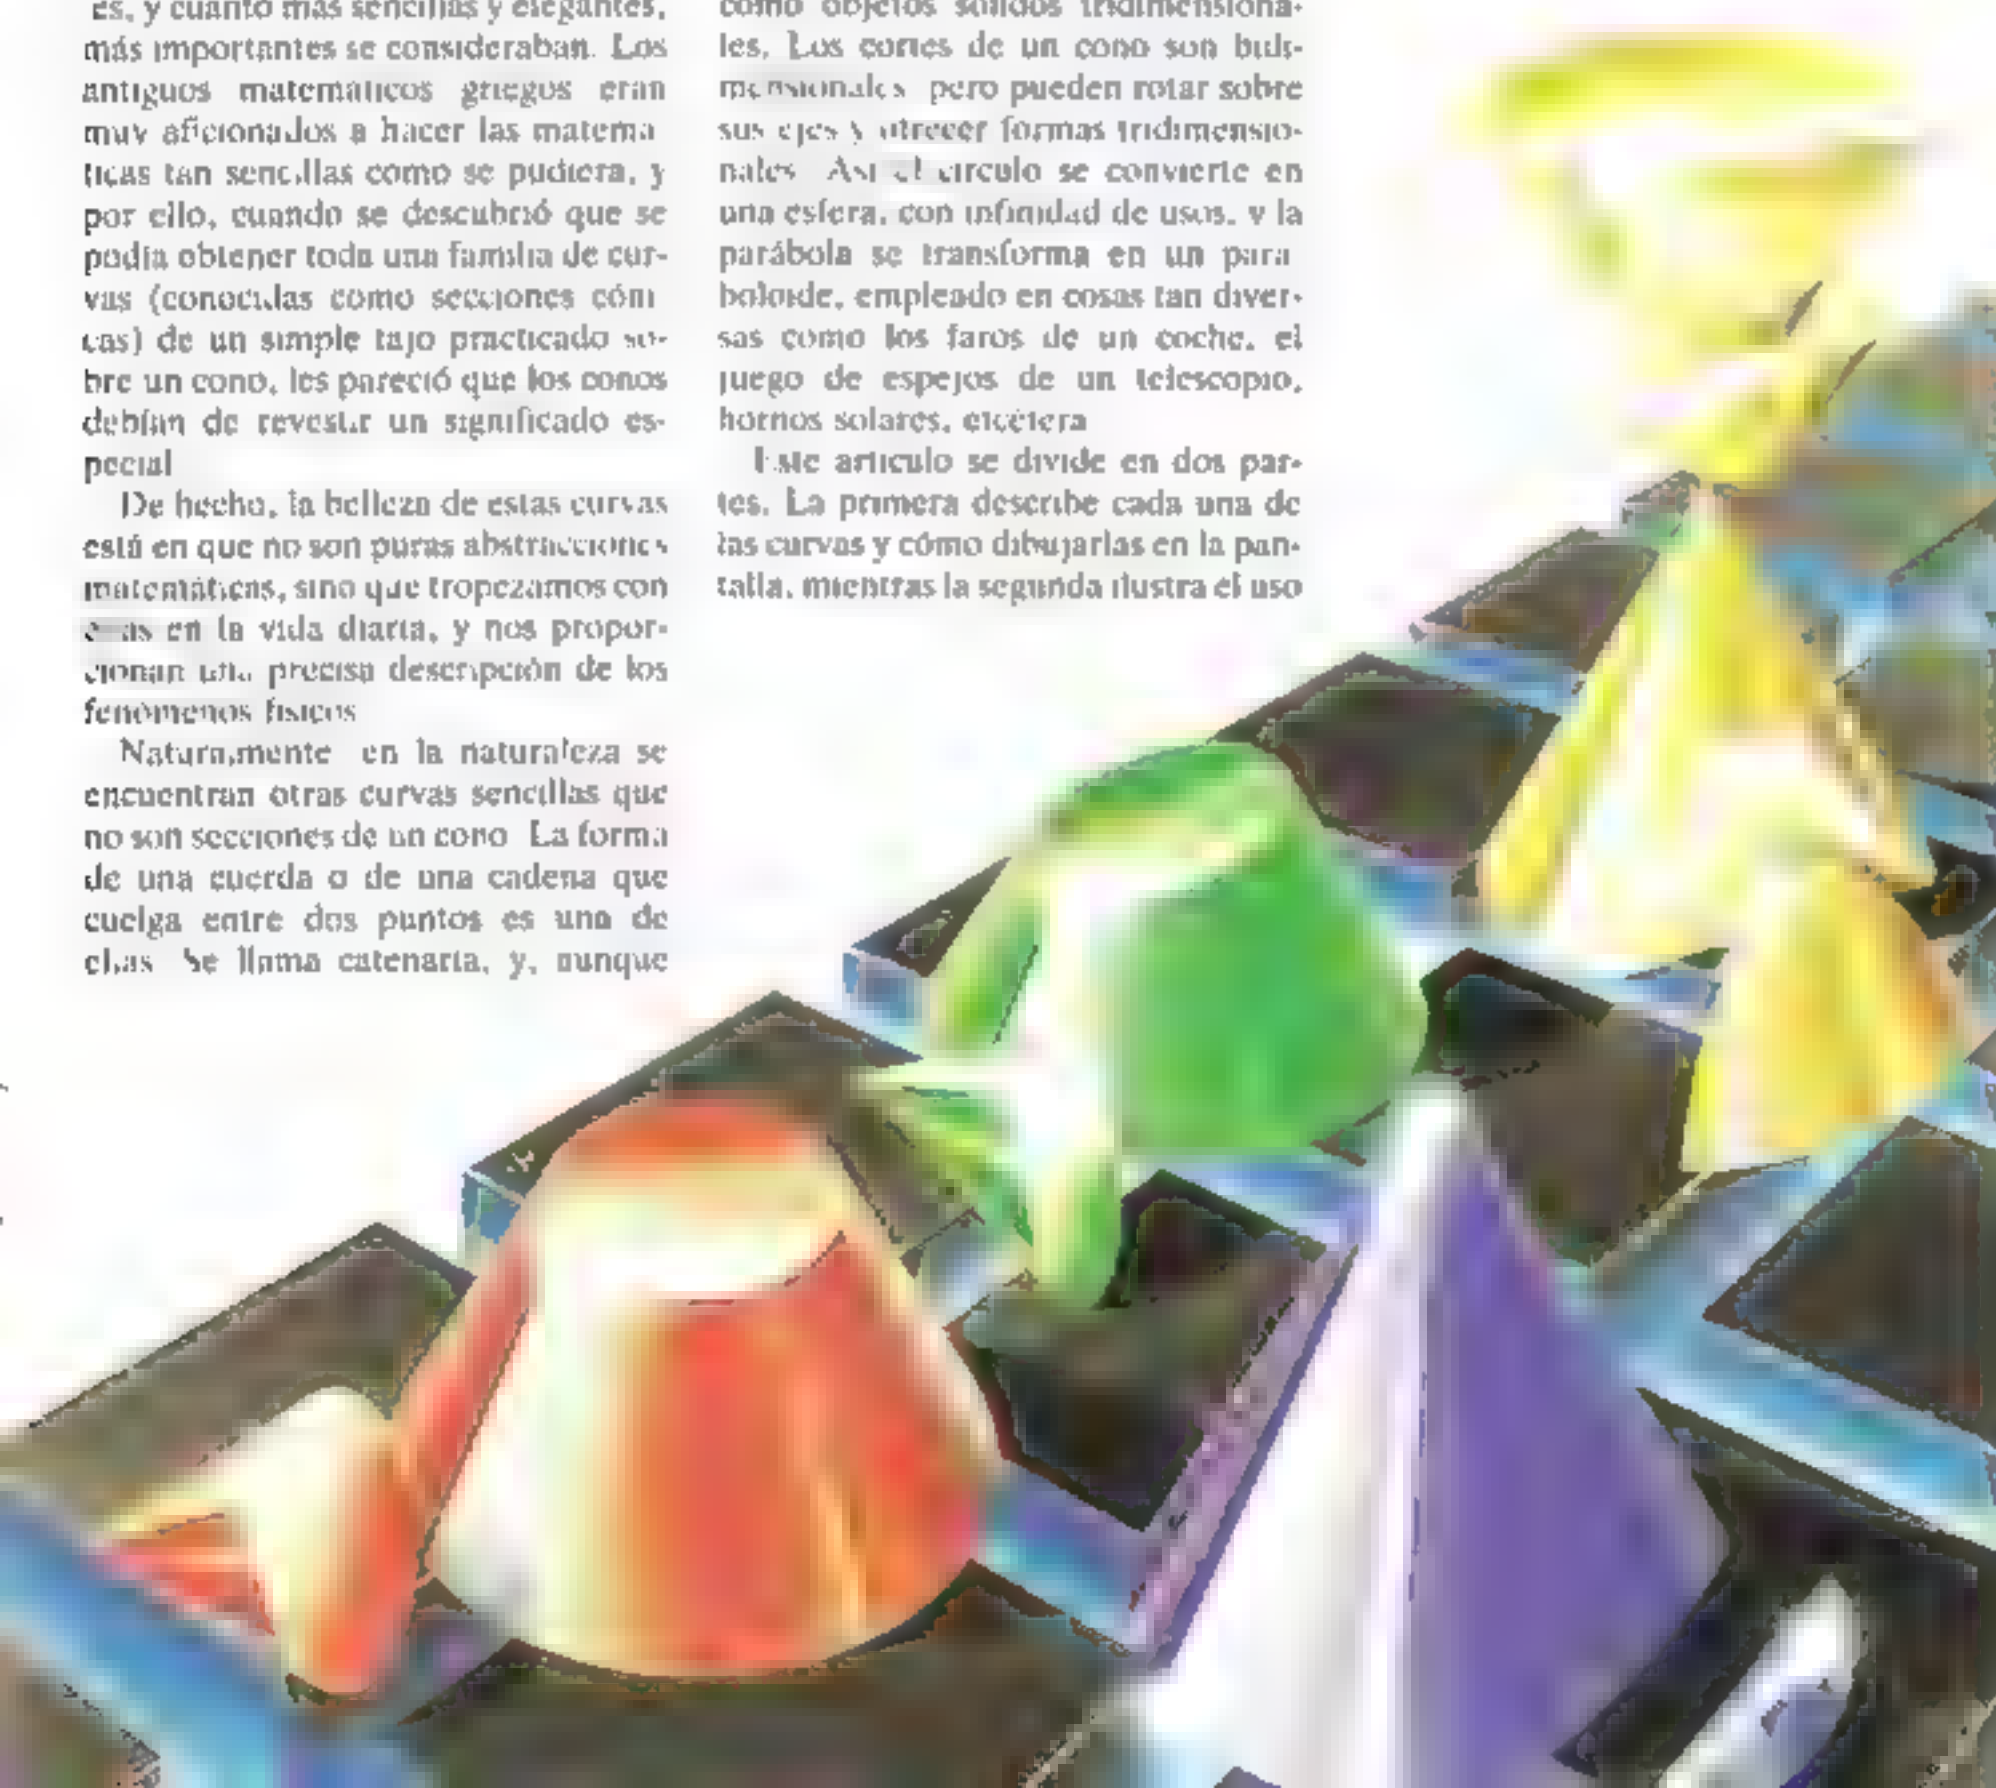 es, y cuanto más sencillas y elegantes,
más importantes se consideraban. Los
antiguos matemáticos griegos eran
muy aficionados a hacer las matemá
ticas tan sencillas como se pudiera, y
por ello, cuando se descubrió que se
podía obtener toda una familia de cur-
vas (conocidas como secciones cóni
cas) de un simple tajo practicado so-
bre un cono, les pareció que los conos
debían de revestir un significado es-
pecial
De hecho, la belleza de estas curvas
está en que no son puras abstracciones
matemáticas, sino que tropezamos con
en la vida diaria, y nos propor-
cionan una precisa descripción de los
fenómenos físicos
Naturalmente en la naturaleza se
encuentran otras curvas sencillas que
no son secciones de un cono La forma
de una cuerda o de una cadena que
cuelga entre dos puntos es una de
ellas Se llama catenaria, y, aunque
como objetos sólidos tridimensiona-
les. Los cortes de un cono son bidi-
mensionales pero pueden rotar sobre
sus ejes y ofrecer formas tridimensio-
nales Así el círculo se convierte en
una esfera, con infinidad de usos, y la
parábola se transforma en un para
boloide, empleado en cosas tan diver-
sas como los faros de un coche, el
juego de espejos de un telescopio,
hornos solares, etcétera
Este artículo se divide en dos par-
tes. La primera describe cada una de
las curvas y cómo dibujarlas en la pan-
talla, mientras la segunda ilustra el uso